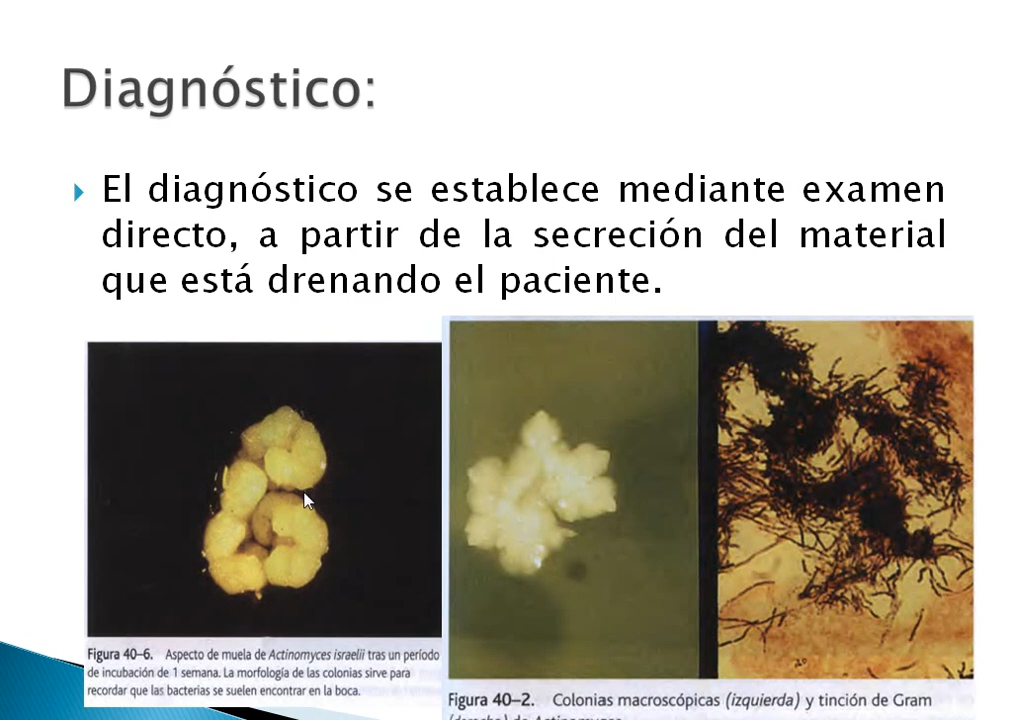 Diagnóstico:
El diagnóstico se establece mediante examen
directo, a partir de la secreción del material
que está drenando el paciente.
Figura 40–6. Aspecto de muela de Actinomyces israelii tras un período
de incubación de 1 semana. La morfología de las colonias sirve para
recordar que las bacterias se suelen encontrar en la boca.
Figura 40–2. Colonias macroscópicas (izquierda) y tinción de Gram